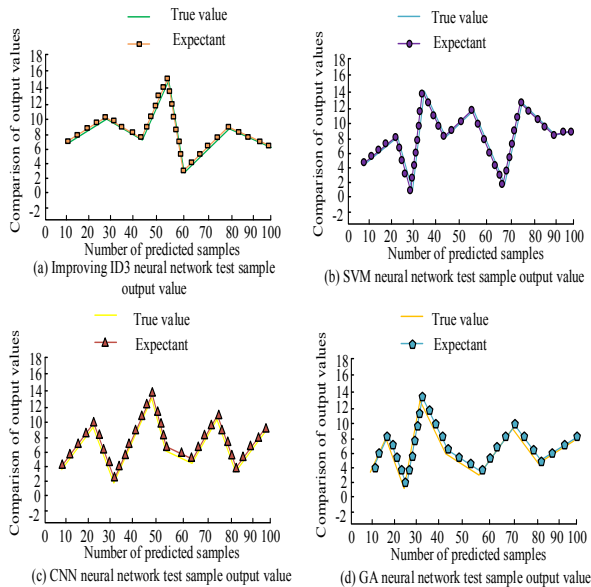 True value
Expectant
Comparison of output values
18
16
14
12
10
8
6
4
2
0
-2
10 20 30 40 50 60 70 80 90 100
Number of predicted samples
(a) Improving ID3 neural network test sample
output value
True value
Expectant
Comparison of output values
18
16
14
12
10
8
6
4
2
0
-2
0 10 20 30 40 50 60 70 80 90 100
Number of predicted samples
(b) SVM neural network test sample output value
True value
Expectant
Comparison of output values
18
16
14
12
10
8
6
4
2
0
-2
10 20 30 40 50 60 70 80 90 100
Number of predicted samples
(c) CNN neural network test sample output value
True value
Expectant
Comparison of output values
18
16
14
12
10
8
6
4
2
0
-2
0 10 20 30 40 50 60 70 80 90 100
Number of predicted samples
(d) GA neural network test sample output value